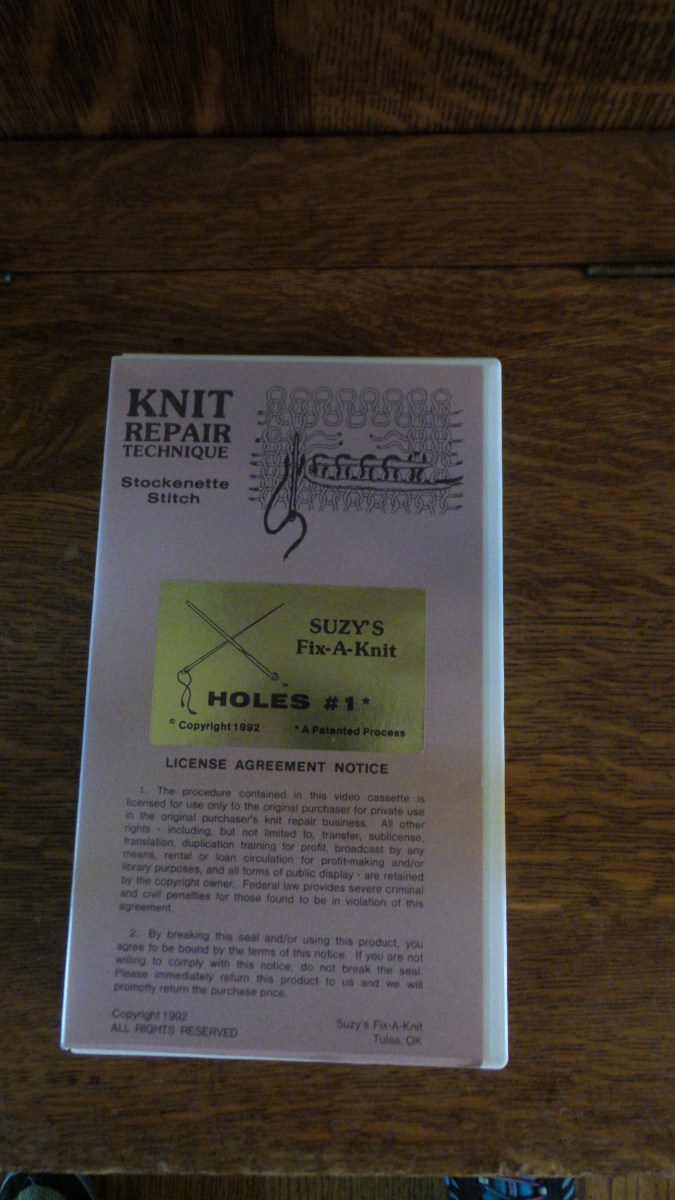 KNIT
REPAIR
TECHNIQUE
Stockenette
Stitch
SUZY'S
Fix-A-Knit
™
HOLES #1*
© Copyright 1992
* A Patented Process
LICENSE AGREEMENT NOTICE
1. The procedure contained in this video cassette is
licensed for use only to the original purchaser for private use
in the original purchaser's knit repair business. All other
rights - including, but not limited to, transfer, sublicense,
translation, duplication training for profit, broadcast by any
means, rental or loan circulation for profit-making and/or
library purposes, and all forms of public display - are retained
by the copyright owner. Federal law provides severe criminal
and civil penalties for those found to be in violation of this
agreement.
2. By breaking this seal and/or using this product, you
agree to be bound by the terms of this notice. If you are not
willing to comply with this notice, do not break the seal.
Please immediately return this product to us and we will
promptly return the purchase price.
Copyright 1992
ALL RIGHTS RESERVED
Suzy's Fix-A-Knit
Tulsa, OK